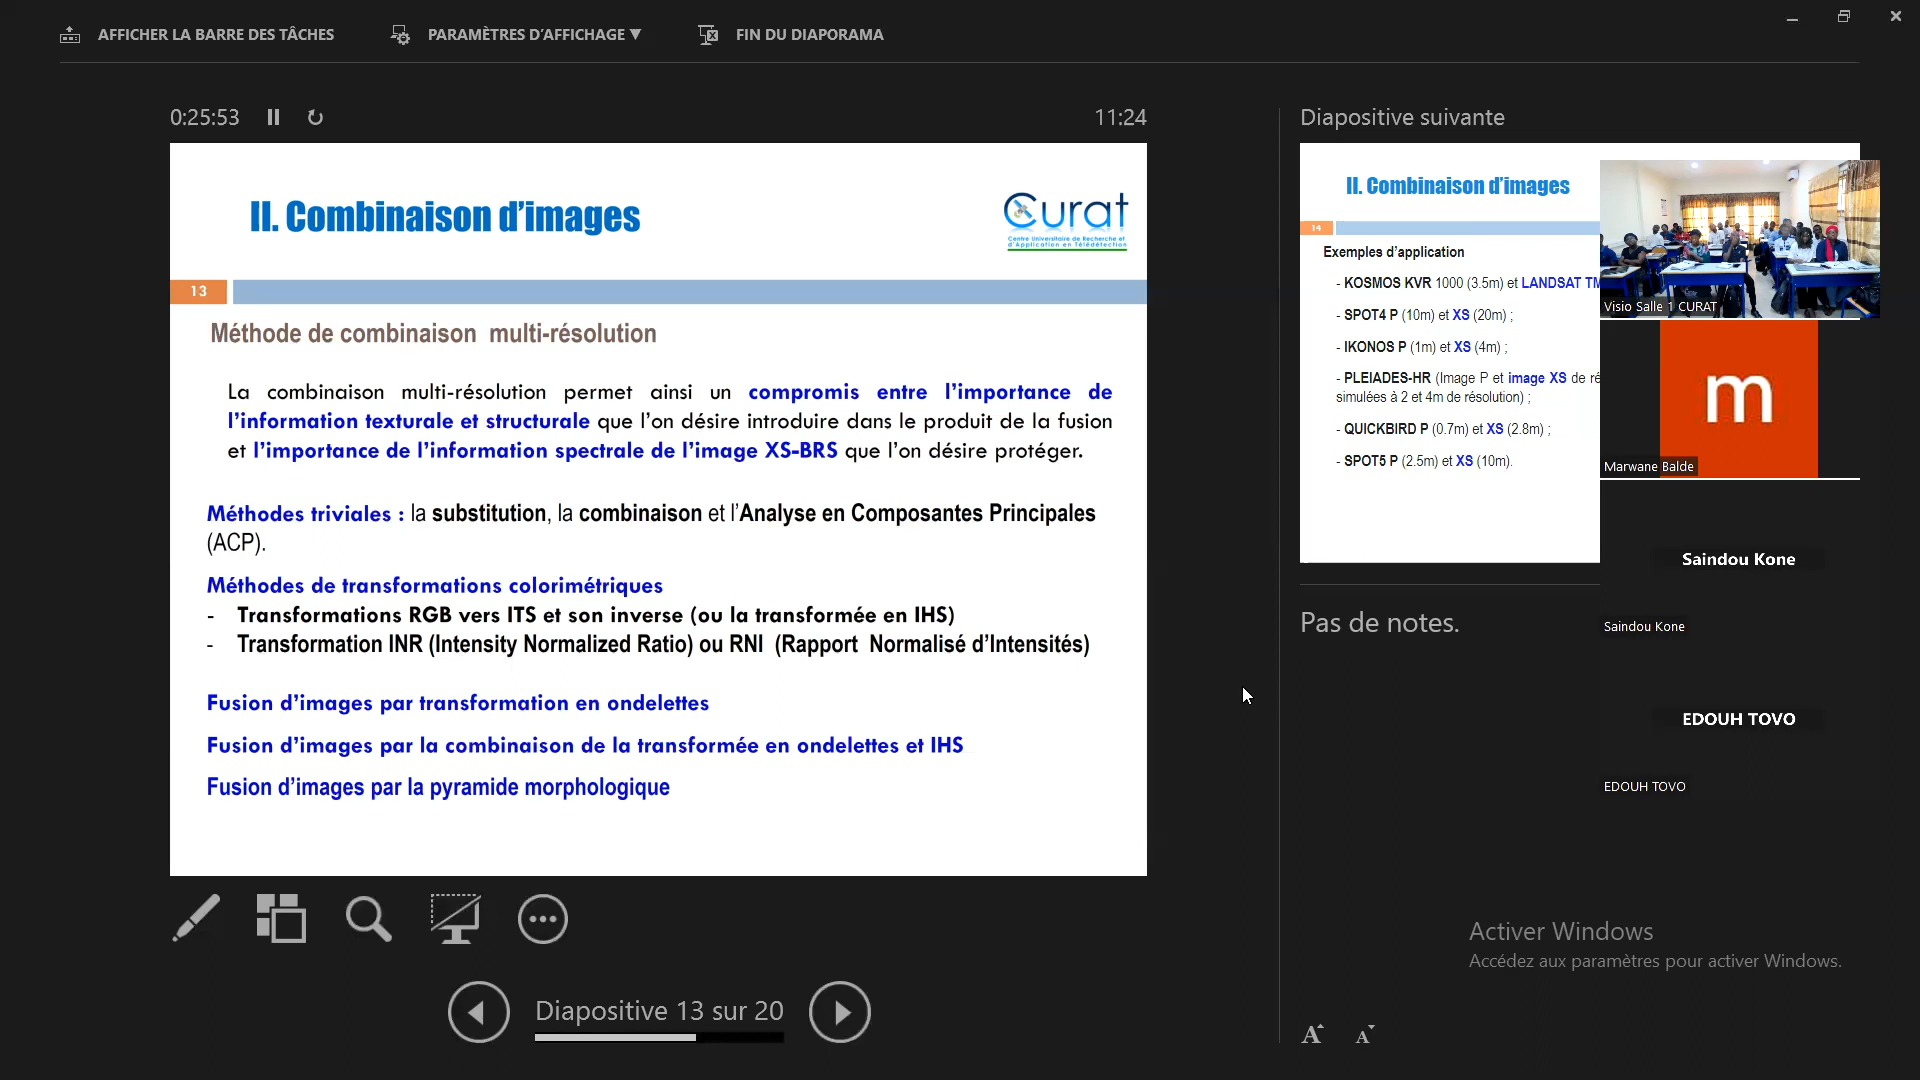 AFFICHER LA BARRE DES TÂCHES
PARAMÈTRES D'AFFICHAGE ▼
FIN DU DIAPORAMA
0:25:53
11:24
II. Combinaison d'images
Curat
Centre Universitaire de Recherche et
d'Application en Télédétection
13
Méthode de combinaison multi-résolution
La combinaison multi-résolution permet ainsi un compromis entre l'importance de
l'information texturale et structurale que l'on désire introduire dans le produit de la fusion
et l'importance de l'information spectrale de l'image XS-BRS que l'on désire protéger.
Méthodes triviales : la substitution, la combinaison et l'Analyse en Composantes Principales
(ACP).
Méthodes de transformations colorimétriques
- Transformations RGB vers ITS et son inverse (ou la transformée en IHS)
- Transformation INR (Intensity Normalized Ratio) ou RNI (Rapport Normalisé d'Intensités)
Fusion d'images par transformation en ondelettes
Fusion d'images par la combinaison de la transformée en ondelettes et IHS
Fusion d'images par la pyramide morphologique
Diapositive 13 sur 20
Diapositive suivante
II. Combinaison d'images
14
Exemples d'application
- KOSMOS KVR 1000 (3.5m) et LANDSAT TM
- SPOT4 P (10m) et XS (20m) ;
- IKONOS P (1m) et XS (4m) ;
- PLEIADES-HR (Image P et image XS de ré
simulées à 2 et 4m de résolution) ;
- QUICKBIRD P (0.7m) et XS (2.8m) ;
- SPOT5 P (2.5m) et XS (10m).
Pas de notes.
Visio Salle 1 CURAT
m
Marwane Balde
Saindou Kone
Saindou Kone
EDOUH TOVO
EDOUH TOVO
Activer Windows
Accédez aux paramètres pour activer Windows.
A A